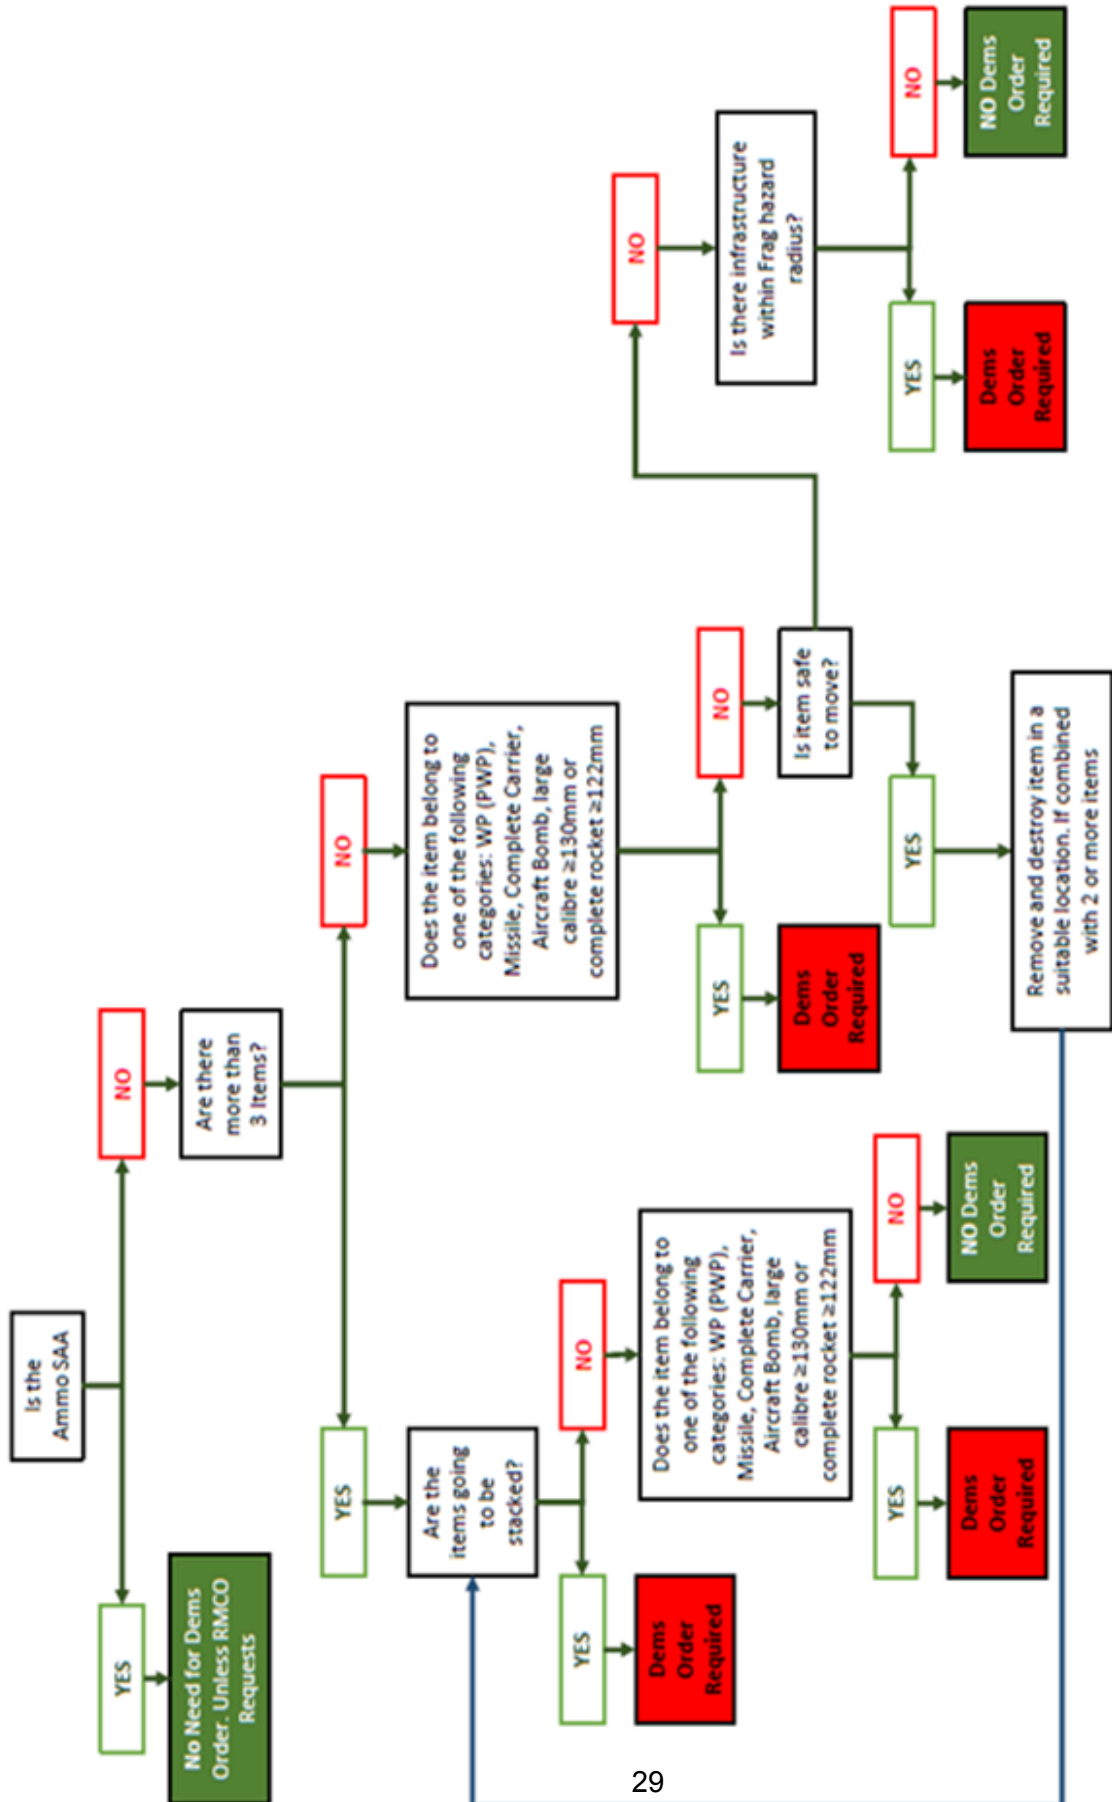 Is the
Ammo SAA
YES
NO
No Need for Dems
Order. Unless RMCO
Requests
Are there
more than
3 Items?
YES
NO
Are the
items going
to be
stacked?
Does the item belong to
one of the following
categories: WP (PWP),
Missile, Complete Carrier,
Aircraft Bomb, large
calibre ≥130mm or
complete rocket ≥122mm
YES
NO
Dems
Order
Required
Does the item belong to
one of the following
categories: WP (PWP),
Missile, Complete Carrier,
Aircraft Bomb, large
calibre ≥130mm or
complete rocket ≥122mm
YES
NO
Dems
Order
Required
NO Dems
Order
Required
YES
NO
Dems
Order
Required
Is item safe
to move?
YES
NO
Remove and destroy item in a
suitable location. If combined
with 2 or more items
Is there infrastructure
within Frag hazard
radius?
YES
NO
Dems
Order
Required
NO Dems
Order
Required
29